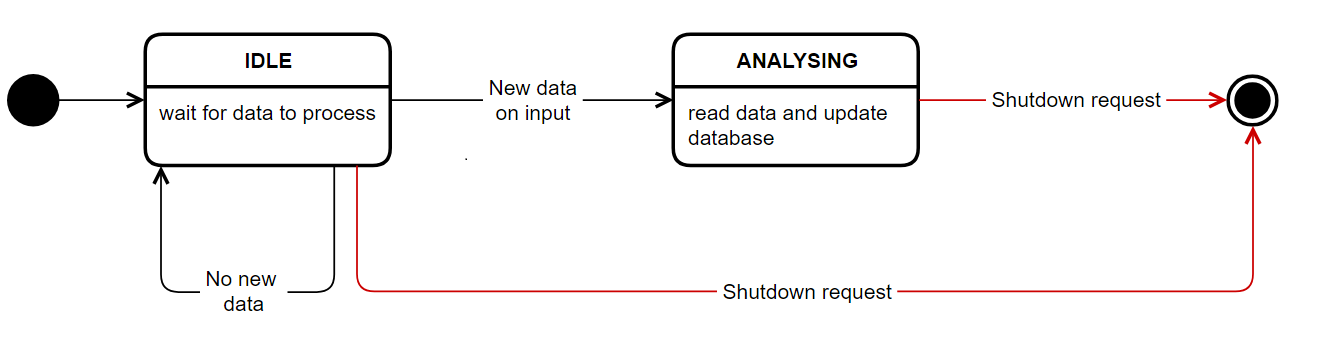 IDLE
wait for data to process
New data
on input
ANALYSING
read data and update
database
Shutdown request
No new
data
Shutdown request